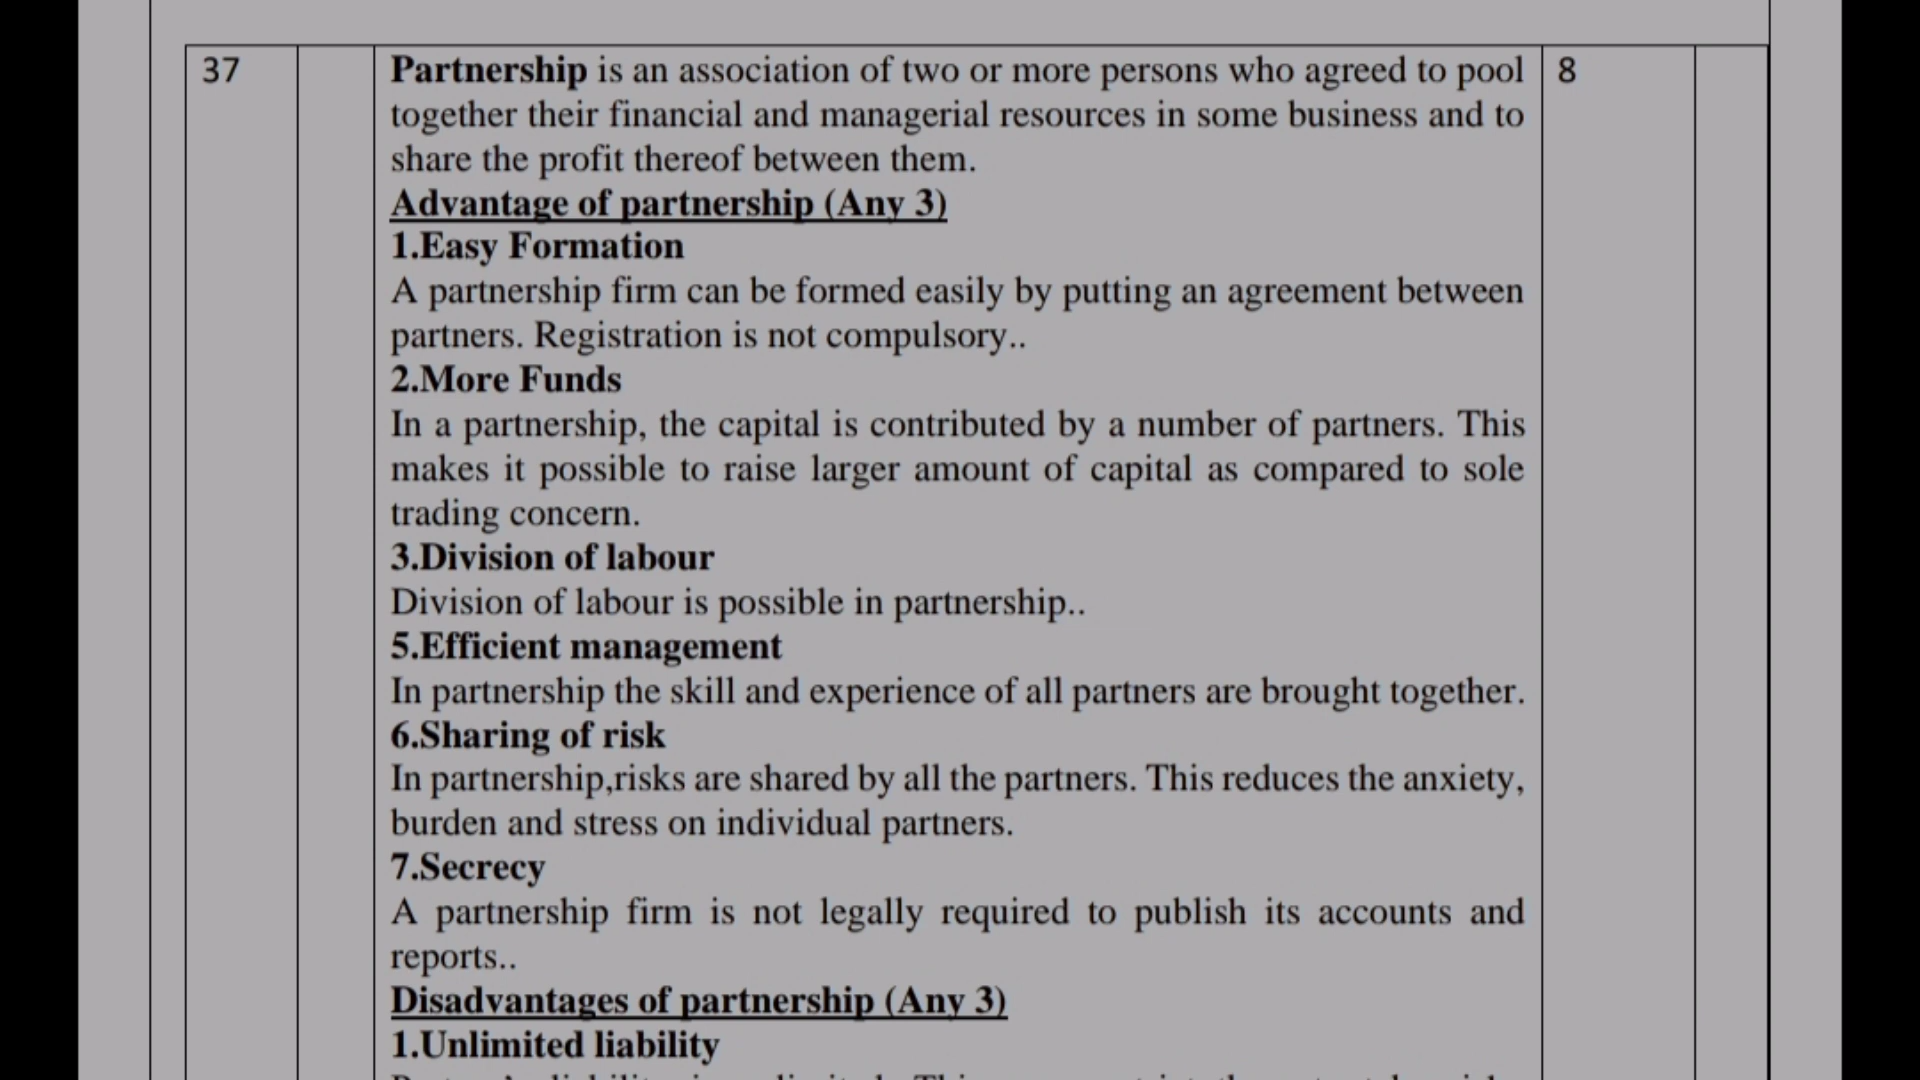 37
Partnership is an association of two or more persons who agreed to pool
together their financial and managerial resources in some business and to
share the profit thereof between them.
Advantage of partnership (Any 3)
1.Easy Formation
A partnership firm can be formed easily by putting an agreement between
partners. Registration is not compulsory..
2.More Funds
In a partnership, the capital is contributed by a number of partners. This
makes it possible to raise larger amount of capital as compared to sole
trading concern.
3.Division of labour
Division of labour is possible in partnership..
5.Efficient management
In partnership the skill and experience of all partners are brought together.
6.Sharing of risk
In partnership,risks are shared by all the partners. This reduces the anxiety,
burden and stress on individual partners.
7.Secrecy
A partnership firm is not legally required to publish its accounts and
reports..
Disadvantages of partnership (Any 3)
1.Unlimited liability
8